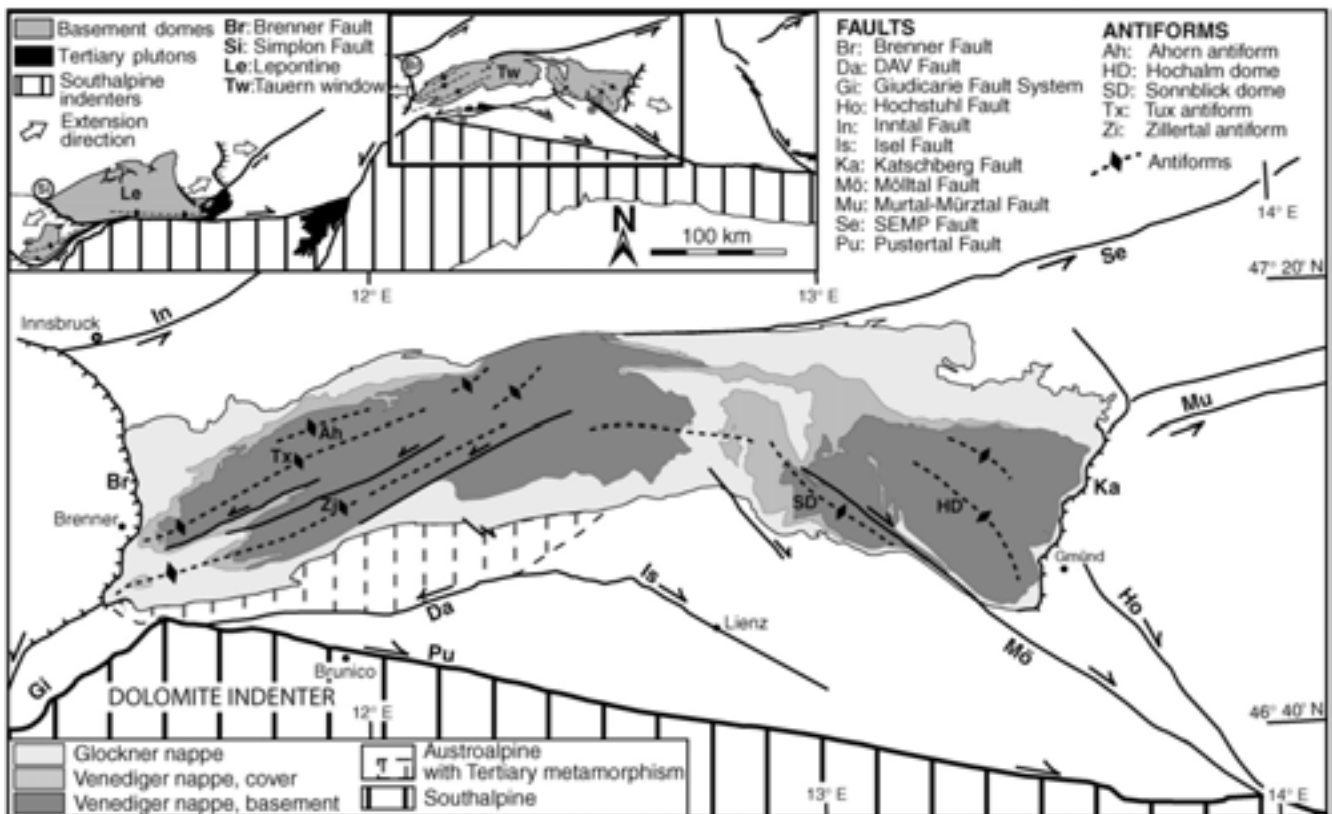 Basement domes
Tertiary plutons
Southalpine
indenters
Extension
direction
Br: Brenner Fault
Si: Simplon Fault
Le: Lepontine
Tw: Tauern window
Tw
Le
Si
N
100 km
FAULTS
Br: Brenner Fault
Da: DAV Fault
Gi: Giudicarie Fault System
Ho: Hochstuhl Fault
In: Inntal Fault
Is: Isel Fault
Ka: Katschberg Fault
Mö: Mölltal Fault
Mu: Murtal-Mürztal Fault
Se: SEMP Fault
Pu: Pustertal Fault
ANTIFORMS
Ah: Ahorn antiform
HD: Hochalm dome
SD: Sonnblick dome
Tx: Tux antiform
Zi: Zillertal antiform
Antiforms
14° E
47° 20' N
12° E
13° E
Se
In
Innsbruck
Mu
Ah
Tx
Br
Zi
SD
HD
Ka
Brenner
Gmünd
Is
Da
Lienz
Ho
Pu
Mö
Brunico
Gi
DOLOMITE INDENTER
12° E
46° 40' N
13° E
14° E
Glockner nappe
Venediger nappe, cover
Venediger nappe, basement
Austroalpine
with Tertiary metamorphism
Southalpine